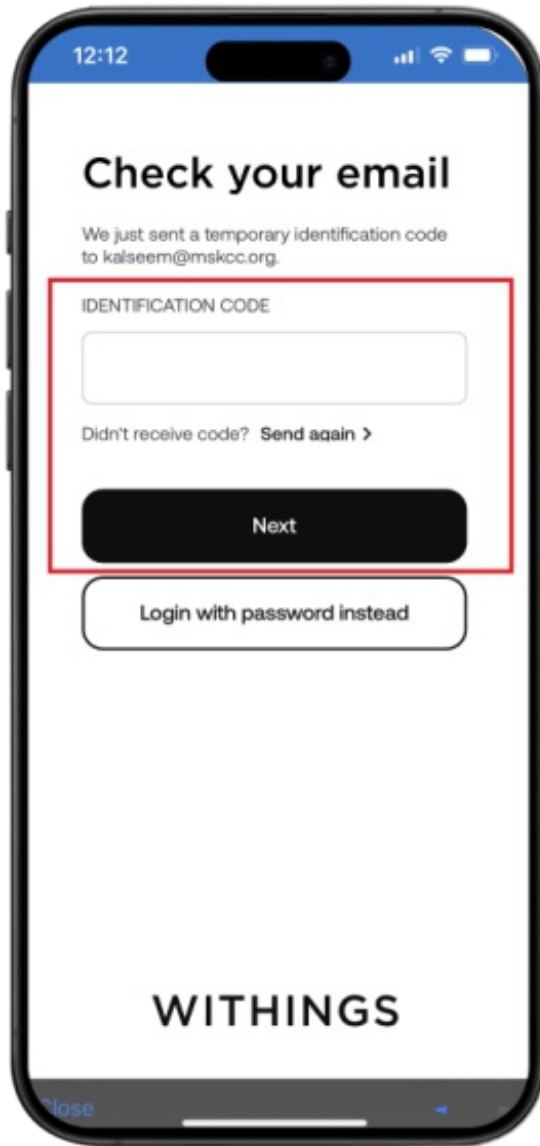 12:12
Check your email
We just sent a temporary identification code
to kalseem@mskcc.org.
IDENTIFICATION CODE
Didn't receive code? Send again >
Next
Login with password instead
WITHINGS
Close